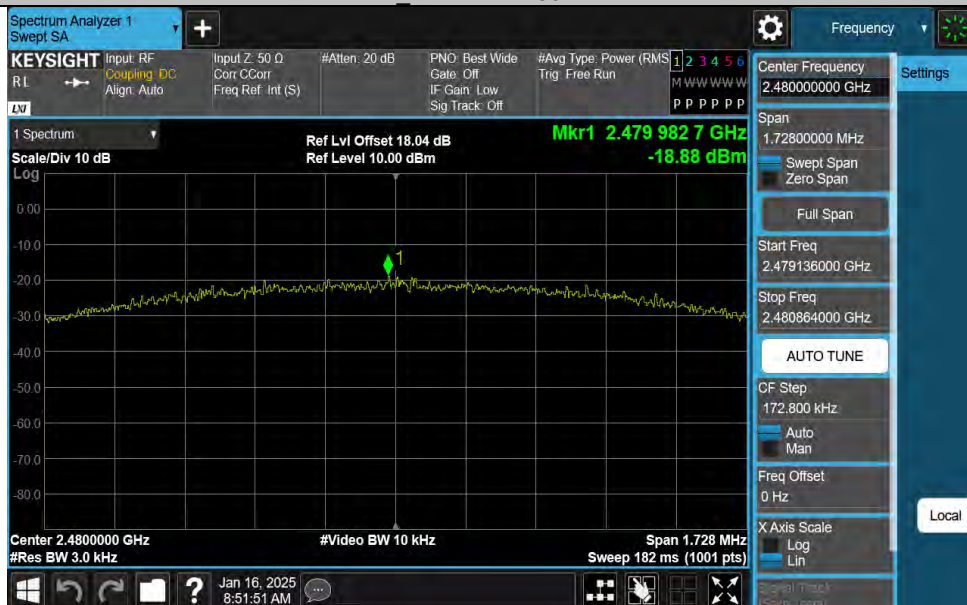 Spectrum Analyzer 1
Swept SA
+
Frequency
KEYSIGHT
RL
LXI
Input: RF
Coupling: DC
Align: Auto
Input Z: 50 Ω
Corr CCorr
Freq Ref: Int (S)
#Atten: 20 dB
PNO: Best Wide
Gate: Off
IF Gain: Low
Sig Track: Off
#Avg Type: Power (RMS
Trig: Free Run
1 2 3 4 5 6
M W W W W W
P P P P P P
1 Spectrum
Scale/Div 10 dB
Log
Ref Lvl Offset 18.04 dB
Ref Level 10.00 dBm
Mkr1 2.479 982 7 GHz
-18.88 dBm
0.00
-10.0
-20.0
-30.0
-40.0
-50.0
-60.0
-70.0
-80.0
1
Center 2.4800000 GHz
#Res BW 3.0 kHz
#Video BW 10 kHz
Span 1.728 MHz
Sweep 182 ms (1001 pts)
Center Frequency
2.480000000 GHz
Settings
Span
1.72800000 MHz
Swept Span
Zero Span
Full Span
Start Freq
2.479136000 GHz
Stop Freq
2.480864000 GHz
AUTO TUNE
CF Step
172.800 kHz
Auto
Man
Freq Offset
0 Hz
Local
X Axis Scale
Log
Lin
Signal Track
?
Jan 16, 2025
8:51:51 AM